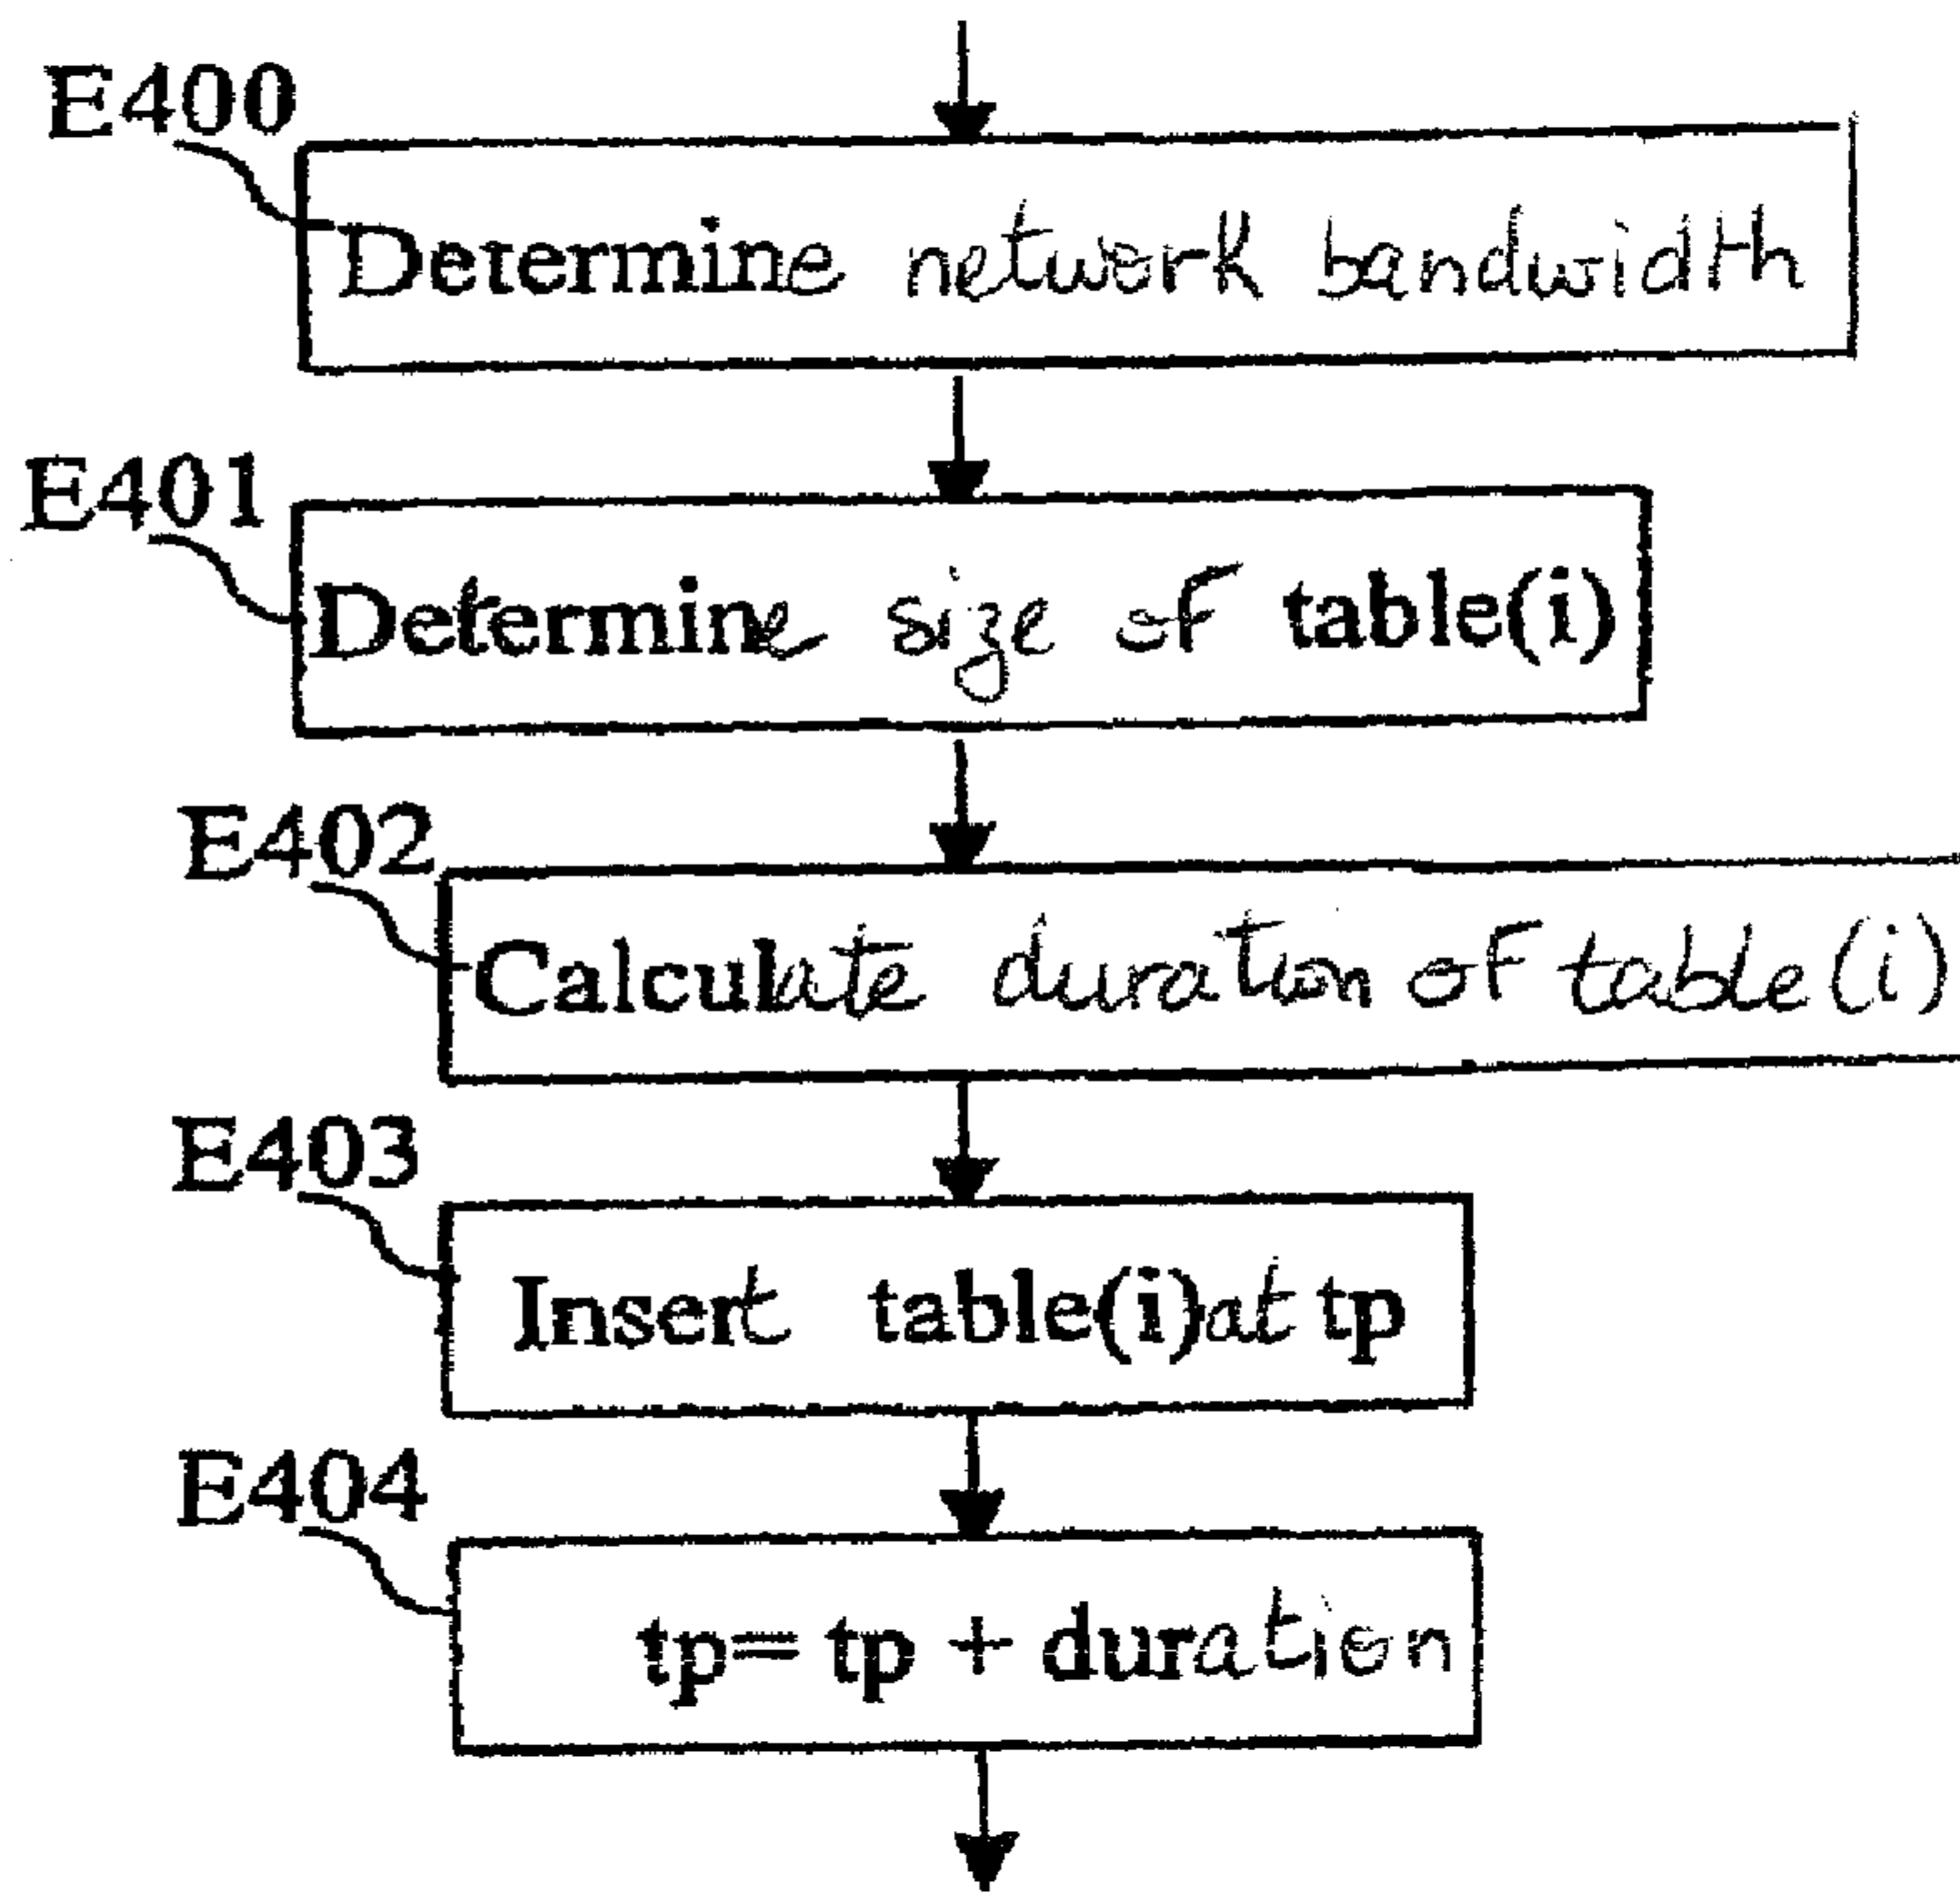 E400
Determine network bandwidth
E401
Determine size of table(i)
E402
Calculate duration of table (i)
E403
Insert table(i) at tp
E404
tp= tp + duration